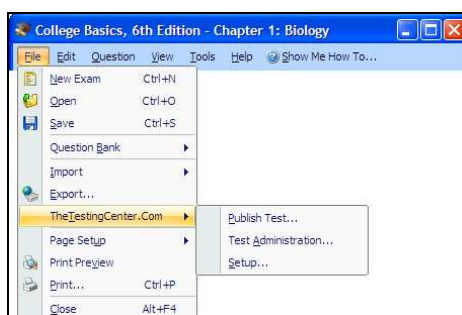 College Basics, 6th Edition - Chapter 1: Biology
File Edit Question View Tools Help Show Me How To...
New Exam Ctrl+N
Open Ctrl+O
Save Ctrl+S
Question Bank
Import
Export...
TheTestingCenter.Com Publish Test...
Page Setup Test Administration...
Print Preview Setup...
Print... Ctrl+P
Close Alt+F4